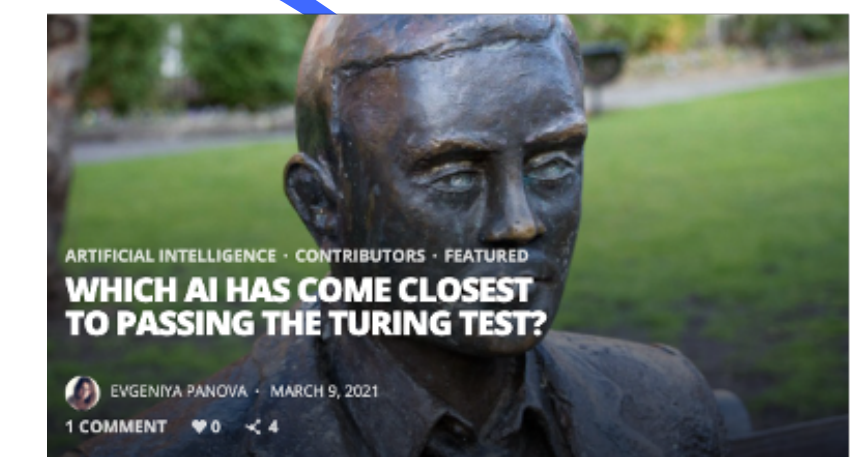 ARTIFICIAL INTELLIGENCE · CONTRIBUTORS · FEATURED
WHICH AI HAS COME CLOSEST
TO PASSING THE TURING TEST?
EVGENIYA PANOVA · MARCH 9, 2021
1 COMMENT 0 4